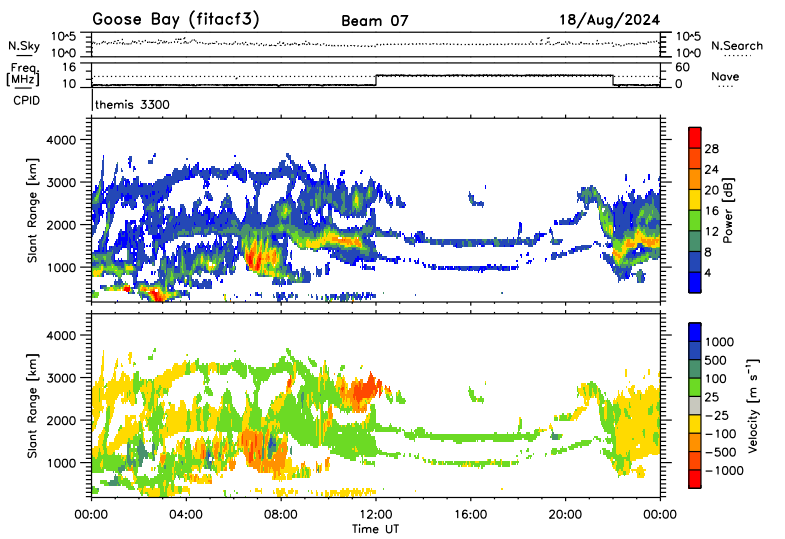 Goose Bay (fitacf3) Beam 07 18/Aug/2024
N.Sky 10^5 10^0 10^5 10^0 N.Search
Freq. [MHz] 16 10 60 0 Nave
CPID themis 3300
Slant Range [km] 4000 3000 2000 1000
28 24 20 16 12 8 4 Power [dB]
Slant Range [km] 4000 3000 2000 1000
1000 500 100 25 −25 −100 −500 −1000 Velocity [m s⁻¹]
00:00 04:00 08:00 12:00 16:00 20:00 00:00
Time UT